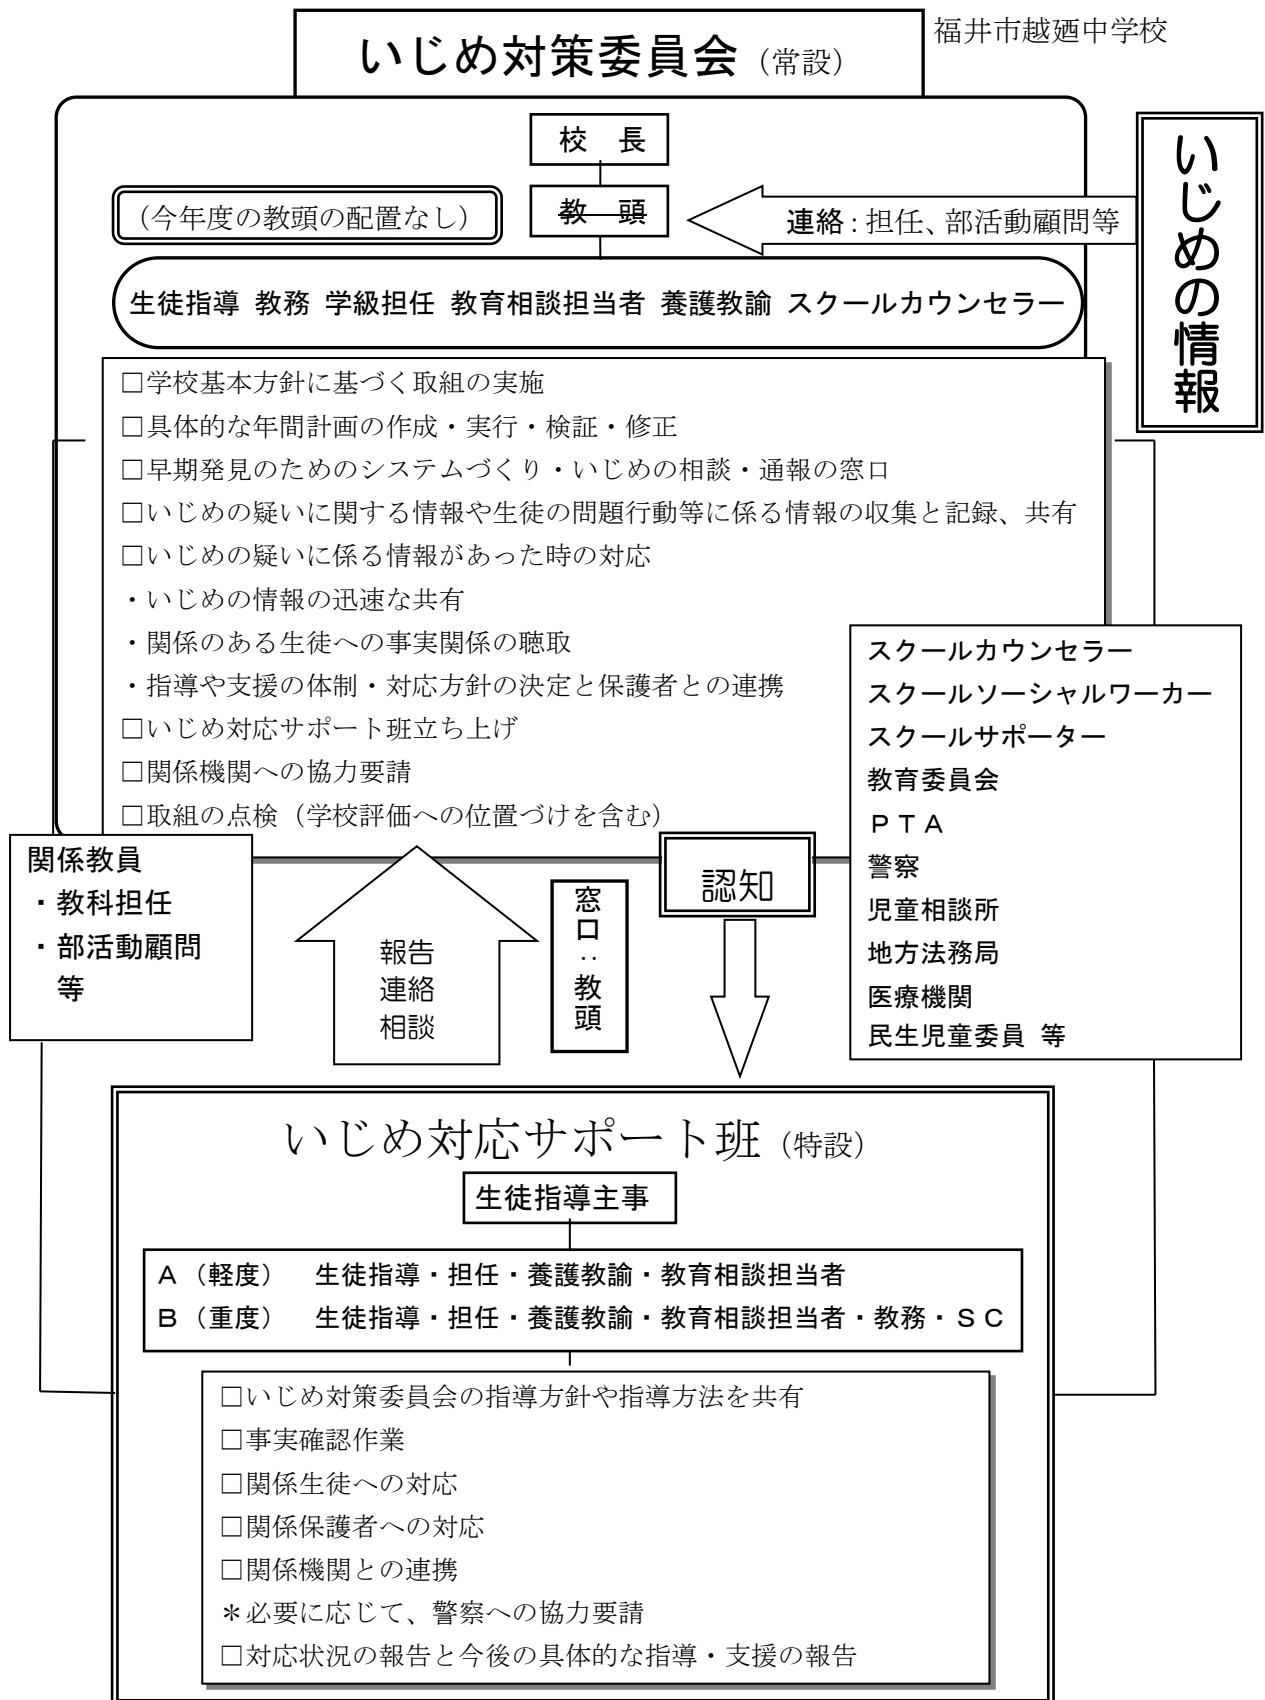 福井市越廼中学校
いじめ対策委員会（常設）
校　長
（今年度の教頭の配置なし）
教　頭
連絡：担任、部活動顧問等
いじめの情報
生徒指導 教務 学級担任 教育相談担当者 養護教諭 スクールカウンセラー
□学校基本方針に基づく取組の実施
□具体的な年間計画の作成・実行・検証・修正
□早期発見のためのシステムづくり・いじめの相談・通報の窓口
□いじめの疑いに関する情報や生徒の問題行動等に係る情報の収集と記録、共有
□いじめの疑いに係る情報があった時の対応
・いじめの情報の迅速な共有
・関係のある生徒への事実関係の聴取
・指導や支援の体制・対応方針の決定と保護者との連携
□いじめ対応サポート班立ち上げ
□関係機関への協力要請
□取組の点検（学校評価への位置づけを含む）
スクールカウンセラー
スクールソーシャルワーカー
スクールサポーター
教育委員会
ＰＴＡ
警察
児童相談所
地方法務局
医療機関
民生児童委員 等
関係教員
・教科担任
・部活動顧問
等
報告
連絡
相談
窓口：教頭
認知
いじめ対応サポート班（特設）
生徒指導主事
Ａ（軽度）　生徒指導・担任・養護教諭・教育相談担当者
Ｂ（重度）　生徒指導・担任・養護教諭・教育相談担当者・教務・ＳＣ
□いじめ対策委員会の指導方針や指導方法を共有
□事実確認作業
□関係生徒への対応
□関係保護者への対応
□関係機関との連携
＊必要に応じて、警察への協力要請
□対応状況の報告と今後の具体的な指導・支援の報告